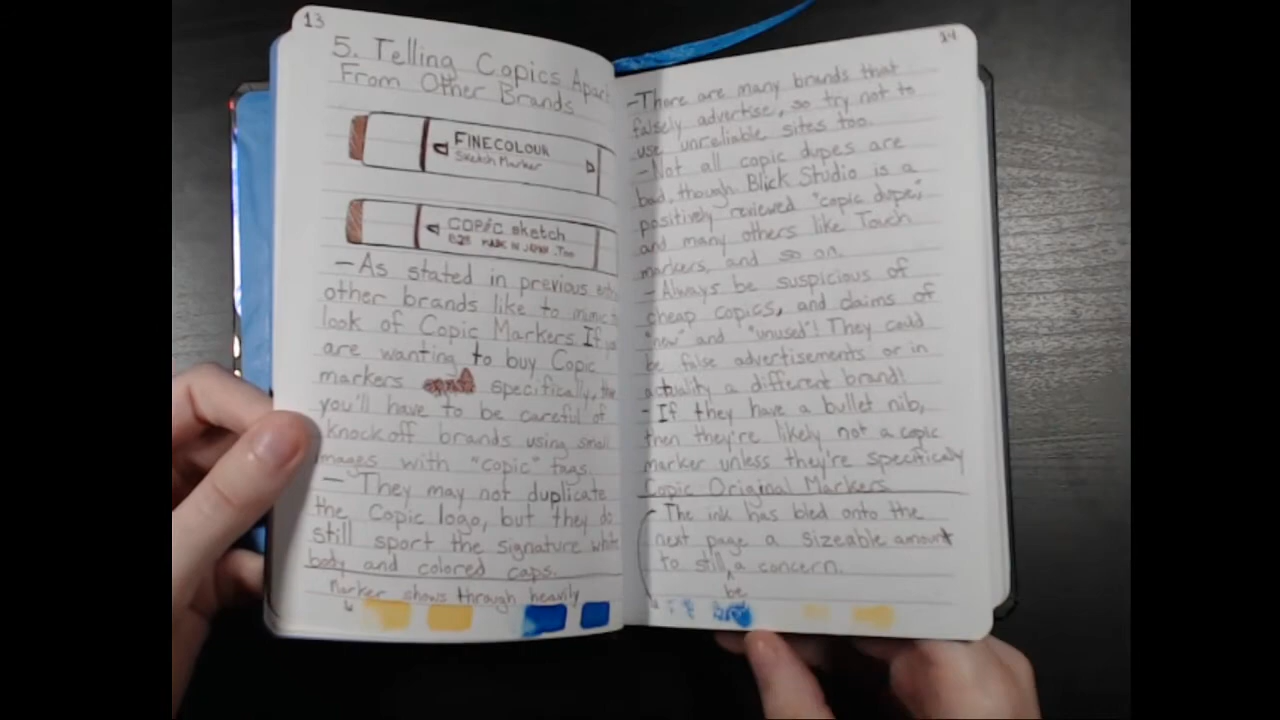 13
5. Telling Copics Apart
From Other Brands
FINECOLOUR
Sketch Marker
COPIC sketch
MADE IN JAPAN .Too
-As stated in previous
other brands like to mimic
look of Copic Markers. If
are wanting to buy Copic
markers specifically,
you'll have to be careful of
knockoff brands using small
images with "copic" tags.
- They may not duplicate
the Copic logo, but they do
still sport the signature white
body and colored caps.
Marker shows through heavily
14
-There are many brands that
falsely advertise, so try not to
use unreliable sites too.
-Not all copic dupes are
bad, though. Blick Studio is a
positively reviewed "copic dupe",
and many others like Touch
markers, and so on.
-Always be suspicious of
cheap copics, and claims of
"new" and "unused"! They could
be false advertisements or in
actuality a different brand!
- If they have a bullet nib,
then they're likely not a copic
marker unless they're specifically
Copic Original Markers
The ink has bled onto the
next page a sizeable amount
to still a concern.
be